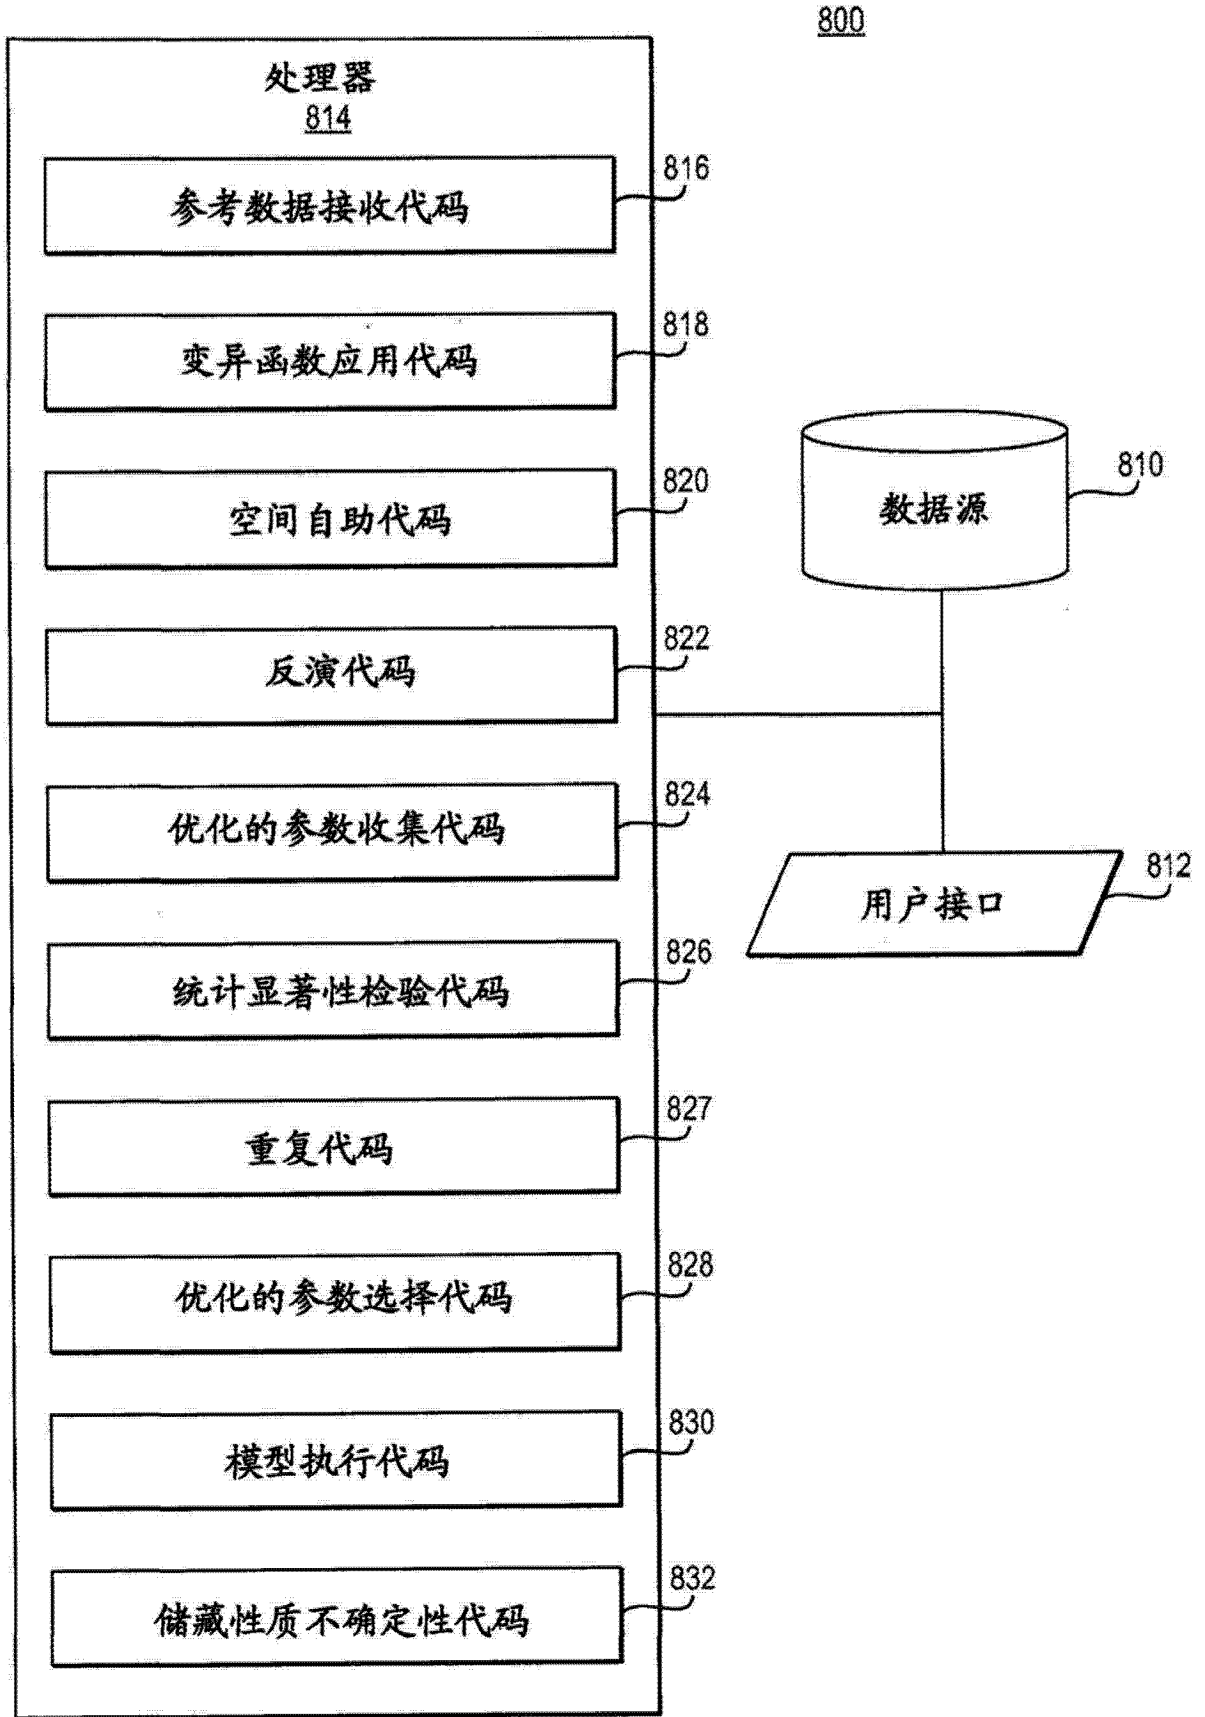 800
处理器
814
参考数据接收代码
816
变异函数应用代码
818
空间自助代码
820
反演代码
822
优化的参数收集代码
824
统计显著性检验代码
826
重复代码
827
优化的参数选择代码
828
模型执行代码
830
储藏性质不确定性代码
832
数据源
810
用户接口
812